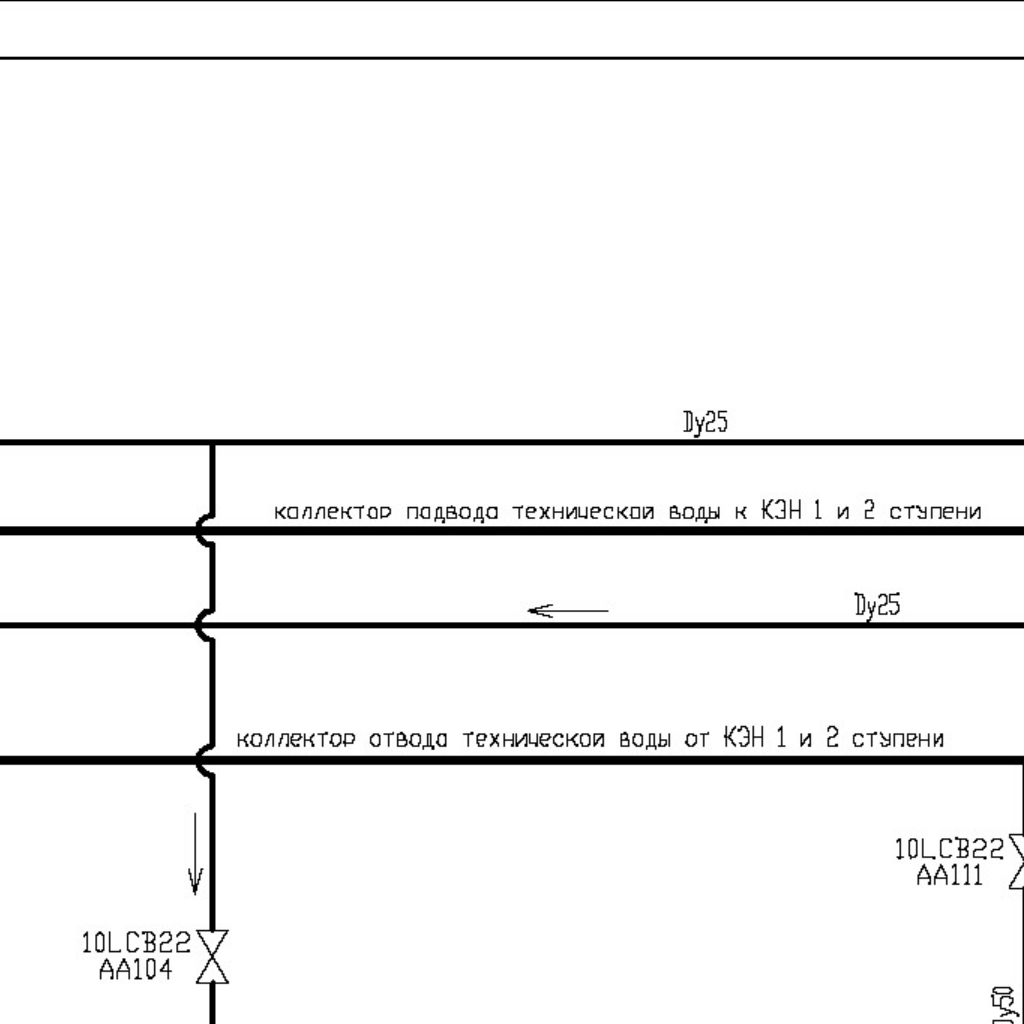 Dy25
коллектор подвода технической воды к КЭН 1 и 2 ступени
Dy25
коллектор отвода технической воды от КЭН 1 и 2 ступени
10LCB22
AA111
10LCB22
AA104
Dy50